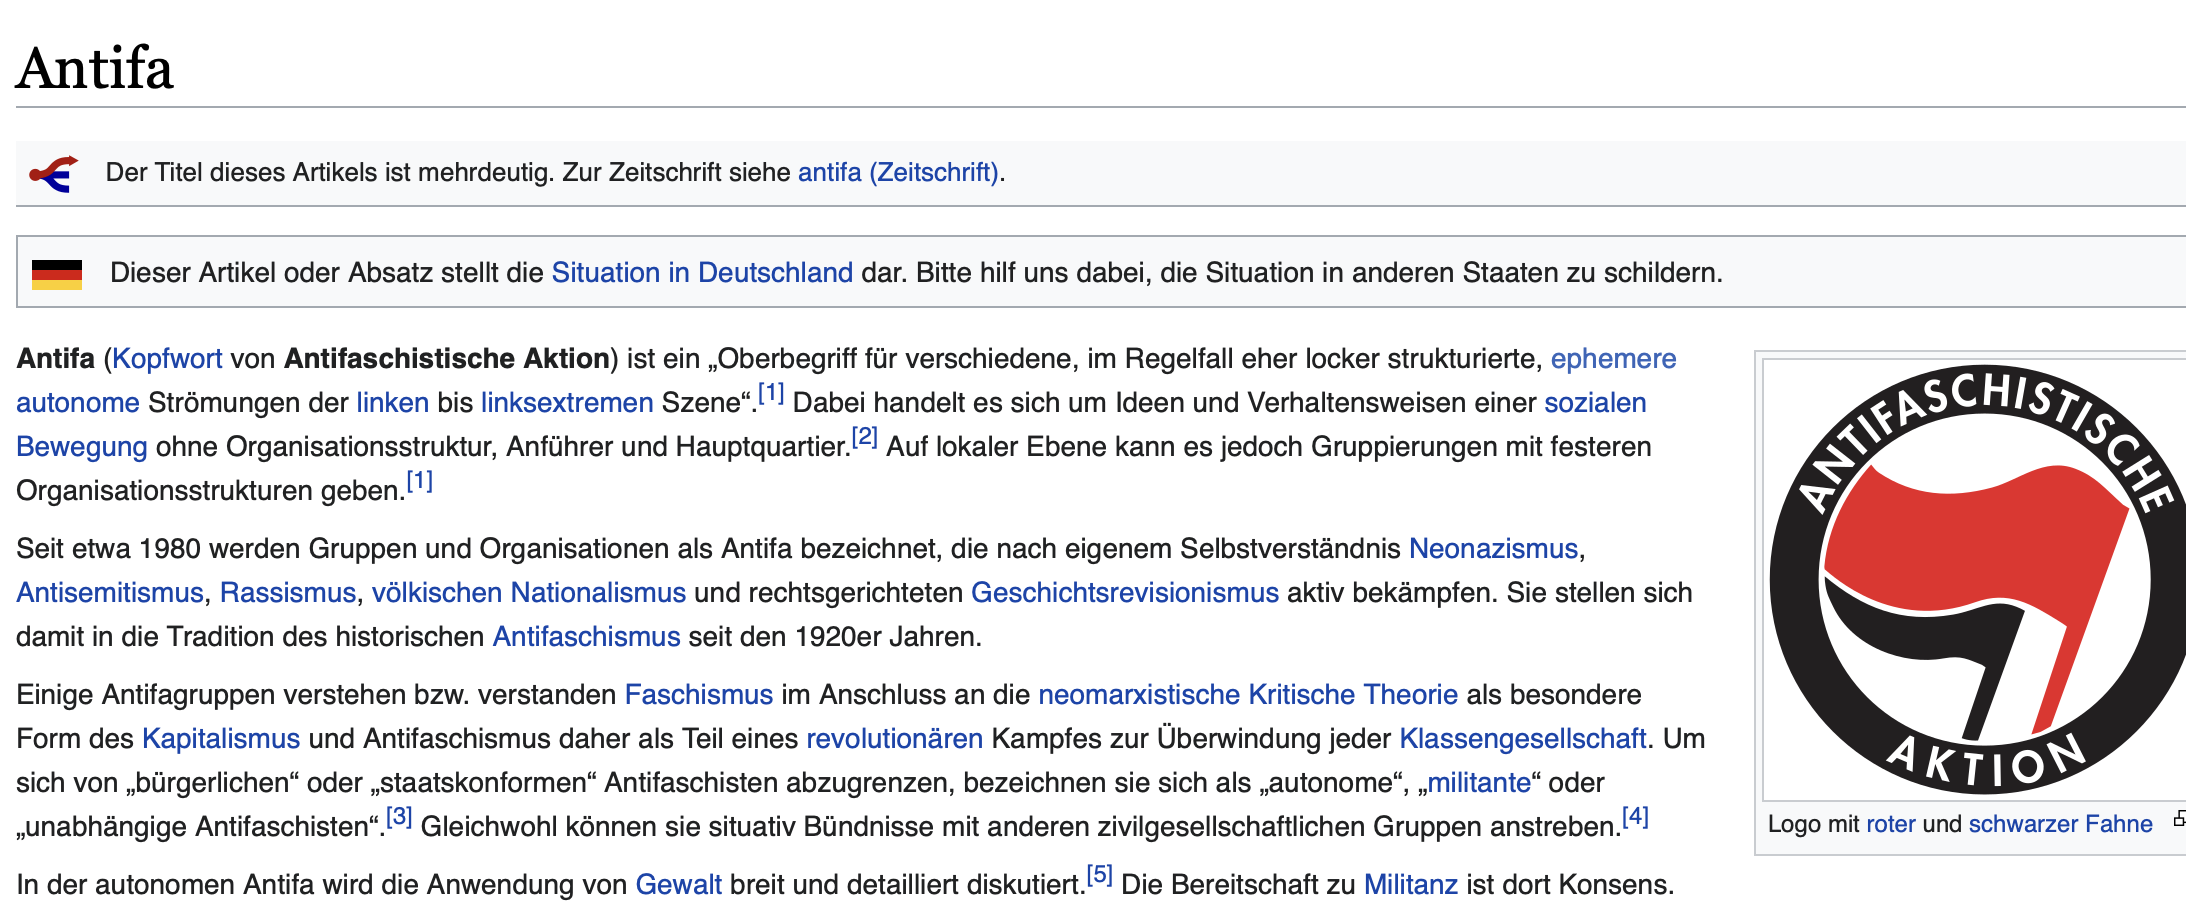 Antifa
Der Titel dieses Artikels ist mehrdeutig. Zur Zeitschrift siehe antifa (Zeitschrift).
Dieser Artikel oder Absatz stellt die Situation in Deutschland dar. Bitte hilf uns dabei, die Situation in anderen Staaten zu schildern.
Antifa (Kopfwort von Antifaschistische Aktion) ist ein „Oberbegriff für verschiedene, im Regelfall eher locker strukturierte, ephemere
autonome Strömungen der linken bis linksextremen Szene“.[1] Dabei handelt es sich um Ideen und Verhaltensweisen einer sozialen
Bewegung ohne Organisationsstruktur, Anführer und Hauptquartier.[2] Auf lokaler Ebene kann es jedoch Gruppierungen mit festeren
Organisationsstrukturen geben.[1]
Seit etwa 1980 werden Gruppen und Organisationen als Antifa bezeichnet, die nach eigenem Selbstverständnis Neonazismus,
Antisemitismus, Rassismus, völkischen Nationalismus und rechtsgerichteten Geschichtsrevisionismus aktiv bekämpfen. Sie stellen sich
damit in die Tradition des historischen Antifaschismus seit den 1920er Jahren.
Einige Antifagruppen verstehen bzw. verstanden Faschismus im Anschluss an die neomarxistische Kritische Theorie als besondere
Form des Kapitalismus und Antifaschismus daher als Teil eines revolutionären Kampfes zur Überwindung jeder Klassengesellschaft. Um
sich von „bürgerlichen“ oder „staatskonformen“ Antifaschisten abzugrenzen, bezeichnen sie sich als „autonome“, „militante“ oder
„unabhängige Antifaschisten“.[3] Gleichwohl können sie situativ Bündnisse mit anderen zivilgesellschaftlichen Gruppen anstreben.[4]
In der autonomen Antifa wird die Anwendung von Gewalt breit und detailliert diskutiert.[5] Die Bereitschaft zu Militanz ist dort Konsens.
ANTIFASCHISTISCHE
AKTION
Logo mit roter und schwarzer Fahne